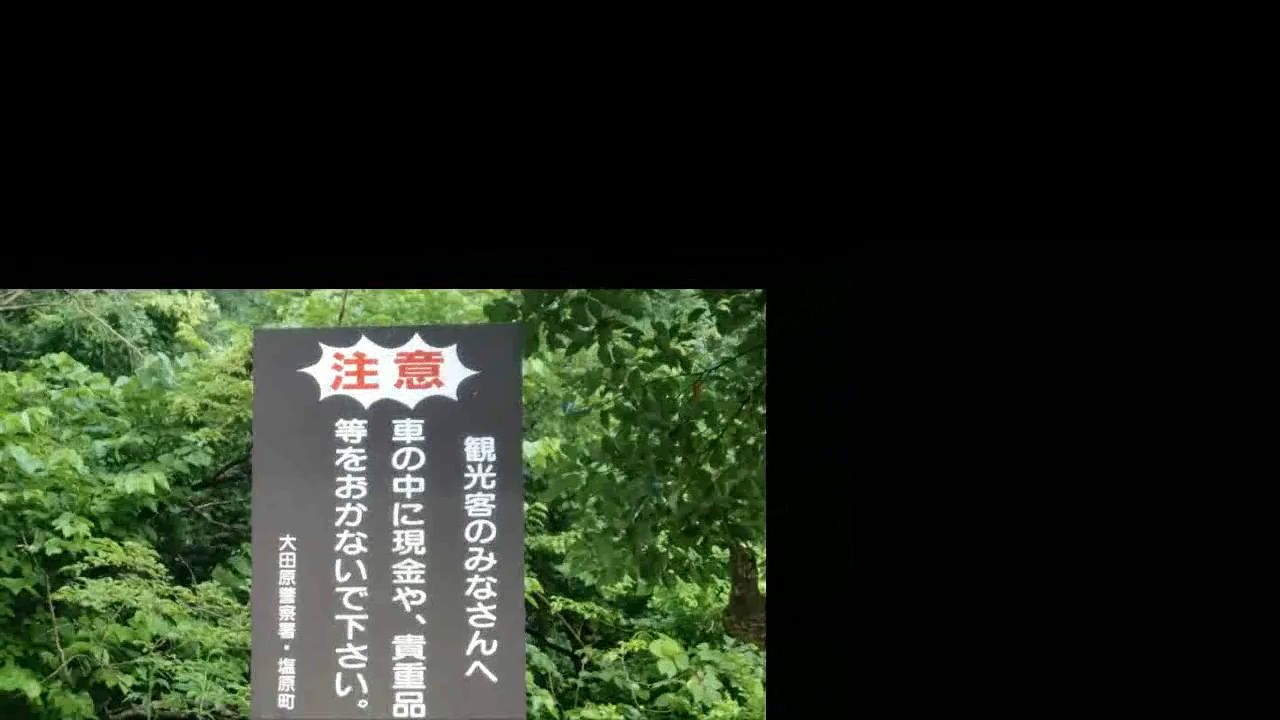 注意
観光客のみなさんへ
車の中に現金や、貴重品
等をおかないで下さい。
大田原警察署・塩原町